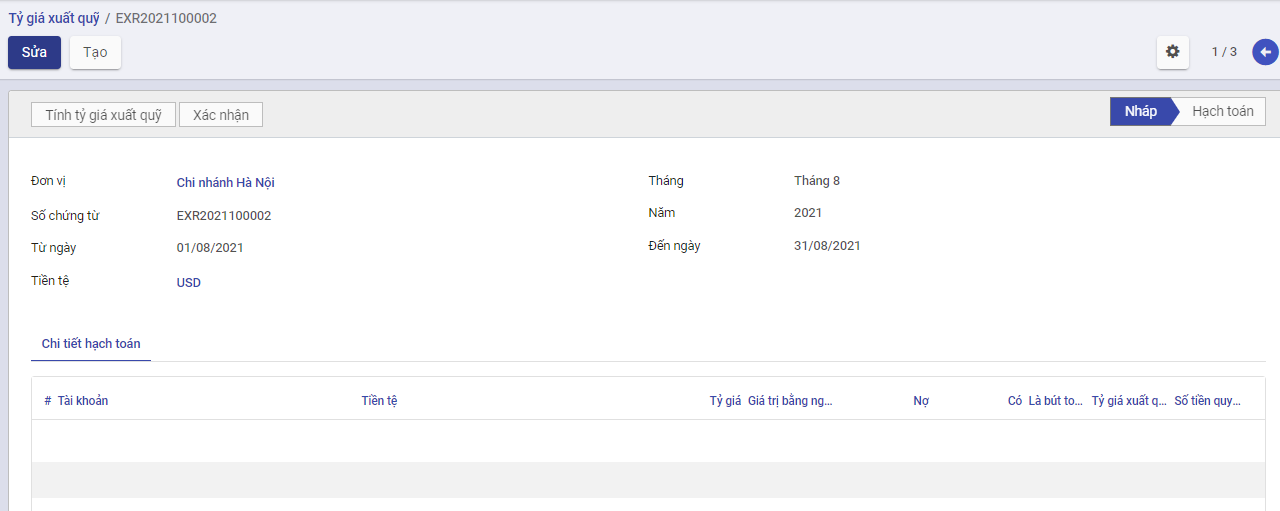 Tỷ giá xuất quỹ / EXR2021100002
Sửa Tạo 1 / 3
Tính tỷ giá xuất quỹ Xác nhận Nháp Hạch toán
Đơn vị Chi nhánh Hà Nội Tháng Tháng 8
Số chứng từ EXR2021100002 Năm 2021
Từ ngày 01/08/2021 Đến ngày 31/08/2021
Tiền tệ USD
Chi tiết hạch toán
# Tài khoản Tiền tệ Tỷ giá Giá trị bằng ng... Nợ Có Là bút to... Tỷ giá xuất q... Số tiền quy...